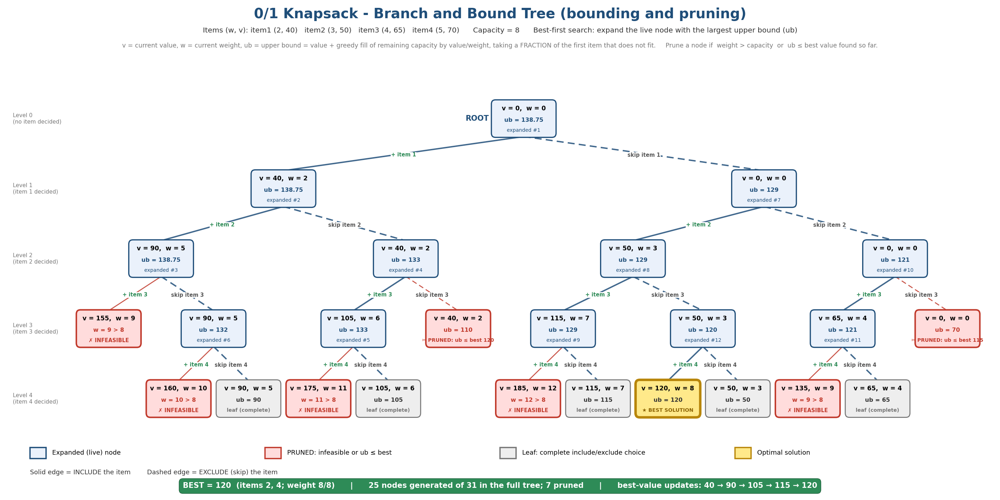 0/1 Knapsack - Branch and Bound Tree (bounding and pruning)
Items (w, v): item1 (2, 40)   item2 (3, 50)   item3 (4, 65)   item4 (5, 70)      Capacity = 8      Best-first search: expand the live node with the largest upper bound (ub)
v = current value, w = current weight, ub = upper bound = value + greedy fill of remaining capacity by value/weight, taking a FRACTION of the first item that does not fit.     Prune a node if  weight > capacity  or  ub ≤ best value found so far.
Level 0
(no item decided)
ROOT
v = 0,  w = 0
ub = 138.75
expanded #1
+ item 1
skip item 1
Level 1
(item 1 decided)
v = 40,  w = 2
ub = 138.75
expanded #2
v = 0,  w = 0
ub = 129
expanded #7
+ item 2
skip item 2
+ item 2
skip item 2
Level 2
(item 2 decided)
v = 90,  w = 5
ub = 138.75
expanded #3
v = 40,  w = 2
ub = 133
expanded #4
v = 50,  w = 3
ub = 129
expanded #8
v = 0,  w = 0
ub = 121
expanded #10
+ item 3
skip item 3
+ item 3
skip item 3
+ item 3
skip item 3
+ item 3
skip item 3
Level 3
(item 3 decided)
v = 155,  w = 9
w = 9 > 8
✗ INFEASIBLE
v = 90,  w = 5
ub = 132
expanded #6
v = 105,  w = 6
ub = 133
expanded #5
v = 40,  w = 2
ub = 110
✂ PRUNED: ub ≤ best 120
v = 115,  w = 7
ub = 129
expanded #9
v = 50,  w = 3
ub = 120
expanded #12
v = 65,  w = 4
ub = 121
expanded #11
v = 0,  w = 0
ub = 70
✂ PRUNED: ub ≤ best 115
+ item 4
skip item 4
+ item 4
skip item 4
+ item 4
skip item 4
+ item 4
skip item 4
+ item 4
skip item 4
Level 4
(item 4 decided)
v = 160,  w = 10
w = 10 > 8
✗ INFEASIBLE
v = 90,  w = 5
ub = 90
leaf (complete)
v = 175,  w = 11
w = 11 > 8
✗ INFEASIBLE
v = 105,  w = 6
ub = 105
leaf (complete)
v = 185,  w = 12
w = 12 > 8
✗ INFEASIBLE
v = 115,  w = 7
ub = 115
leaf (complete)
v = 120,  w = 8
ub = 120
★ BEST SOLUTION
v = 50,  w = 3
ub = 50
leaf (complete)
v = 135,  w = 9
w = 9 > 8
✗ INFEASIBLE
v = 65,  w = 4
ub = 65
leaf (complete)
Expanded (live) node
PRUNED: infeasible or ub ≤ best
Leaf: complete include/exclude choice
Optimal solution
Solid edge = INCLUDE the item        Dashed edge = EXCLUDE (skip) the item
BEST = 120  (items 2, 4; weight 8/8)      |      25 nodes generated of 31 in the full tree; 7 pruned      |      best-value updates: 40 → 90 → 105 → 115 → 120